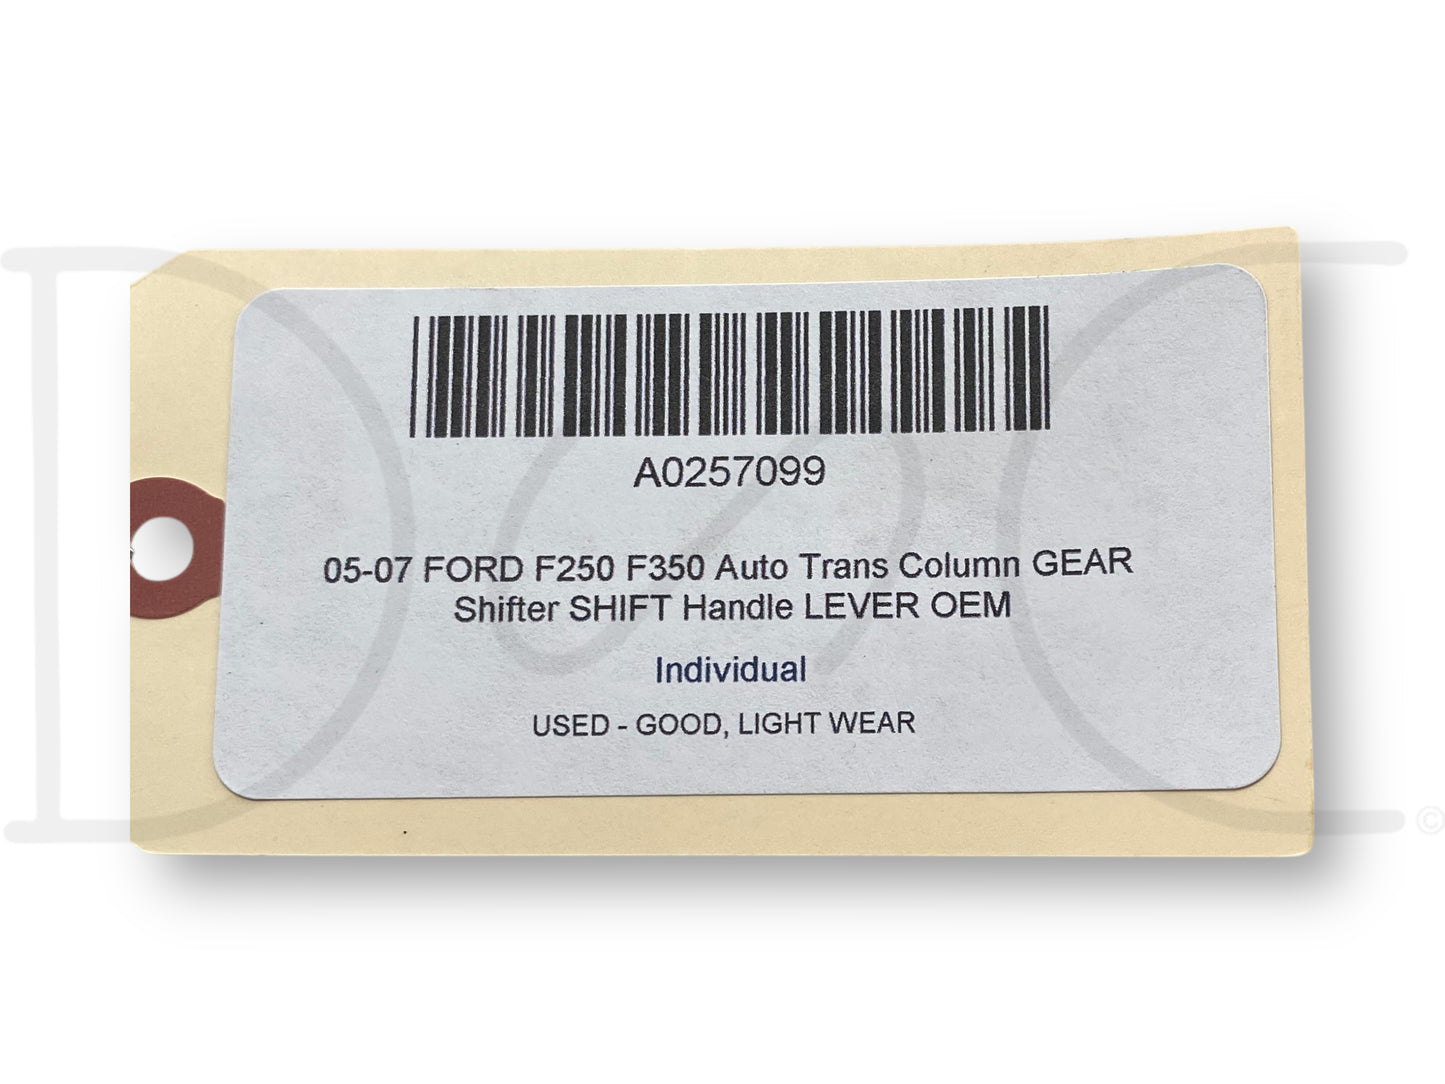 A0257099
05-07 FORD F250 F350 Auto Trans Column GEAR
Shifter SHIFT Handle LEVER OEM
Individual
USED - GOOD, LIGHT WEAR
D&C
©